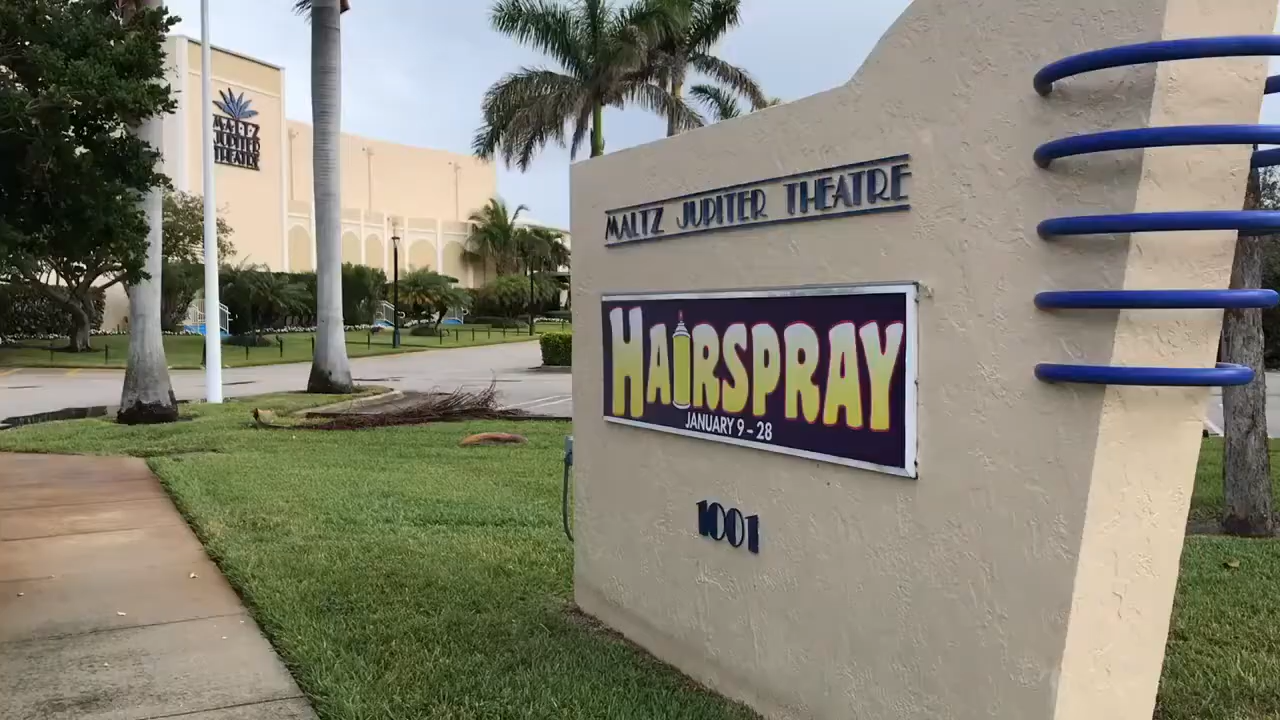 MALTZ
JUPITER
THEATRE
MALTZ JUPITER THEATRE
HAIRSPRAY
JANUARY 9 - 28
1001